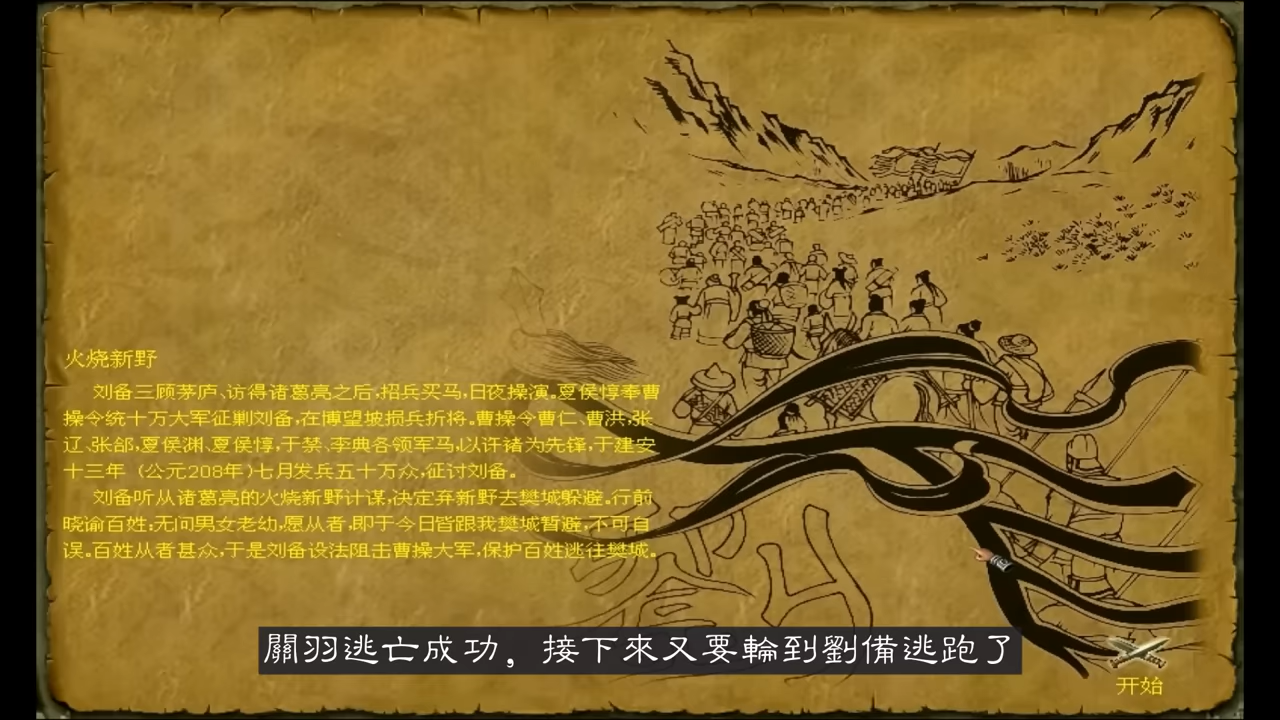 火烧新野
刘备三顾茅庐、访得诸葛亮之后,招兵买马,日夜操演。夏侯惇奉曹
操令统十万大军征剿刘备,在博望坡损兵折将。曹操令曹仁、曹洪,张
辽、张郃,夏侯渊、夏侯惇,于禁、李典各领军马,以许诸为先锋,于建安
十三年（公元208年)七月发兵五十万众,征讨刘备。
刘备听从诸葛亮的火烧新野计谋,决定弃新野去樊城躲避。行前
晓谕百姓:无问男女老幼,愿从者,即于今日皆跟我樊城暂避,不可自
误。百姓从者甚众,于是刘备设法阻击曹操大军,保护百姓逃往樊城。
關羽逃亡成功，接下來又要輪到劉備逃跑了
开始